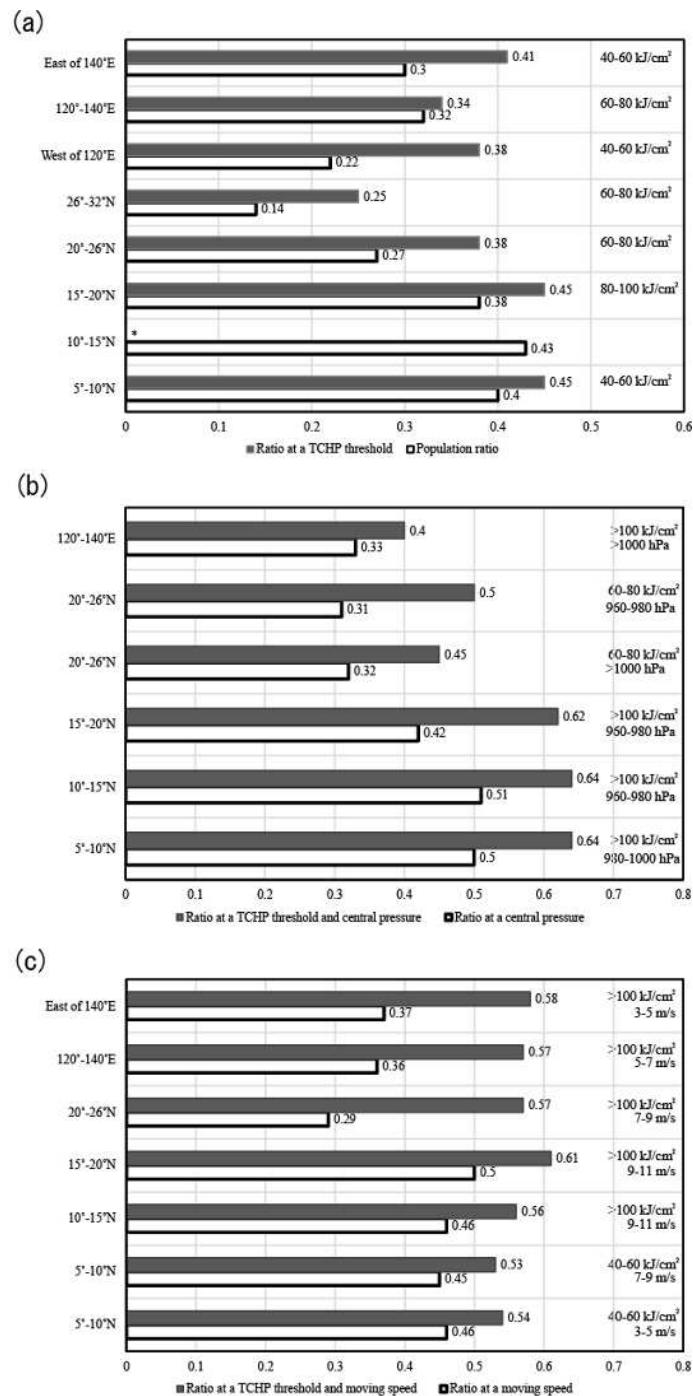 (a)
East of 140°E 0.41 40-60 kJ/cm²
0.3
120°-140°E 0.34 60-80 kJ/cm²
0.32
West of 120°E 0.38 40-60 kJ/cm²
0.22
26°-32°N 0.25 60-80 kJ/cm²
0.14
20°-26°N 0.38 60-80 kJ/cm²
0.27
15°-20°N 0.45 80-100 kJ/cm²
0.38
*
10°-15°N 0.43
5°-10°N 0.45 40-60 kJ/cm²
0.4
0 0.1 0.2 0.3 0.4 0.5 0.6
Ratio at a TCHP threshold Population ratio
(b)
120°-140°E 0.4 >100 kJ/cm²
0.33 >1000 hPa
20°-26°N 0.5 60-80 kJ/cm²
0.31 960-980 hPa
20°-26°N 0.45 60-80 kJ/cm²
0.32 >1000 hPa
15°-20°N 0.62 >100 kJ/cm²
0.42 960-980 hPa
10°-15°N 0.64 >100 kJ/cm²
0.51 960-980 hPa
5°-10°N 0.64 >100 kJ/cm²
0.5 980-1000 hPa
0 0.1 0.2 0.3 0.4 0.5 0.6 0.7 0.8
Ratio at a TCHP threshold and central pressure Ratio at a central pressure
(c)
East of 140°E 0.58 >100 kJ/cm²
0.37 3-5 m/s
120°-140°E 0.57 >100 kJ/cm²
0.36 5-7 m/s
20°-26°N 0.57 >100 kJ/cm²
0.29 7-9 m/s
15°-20°N 0.61 >100 kJ/cm²
0.5 9-11 m/s
10°-15°N 0.56 >100 kJ/cm²
0.46 9-11 m/s
5°-10°N 0.53 40-60 kJ/cm²
0.45 7-9 m/s
5°-10°N 0.54 40-60 kJ/cm²
0.46 3-5 m/s
0 0.1 0.2 0.3 0.4 0.5 0.6 0.7 0.8
Ratio at a TCHP threshold and moving speed Ratio at a moving speed